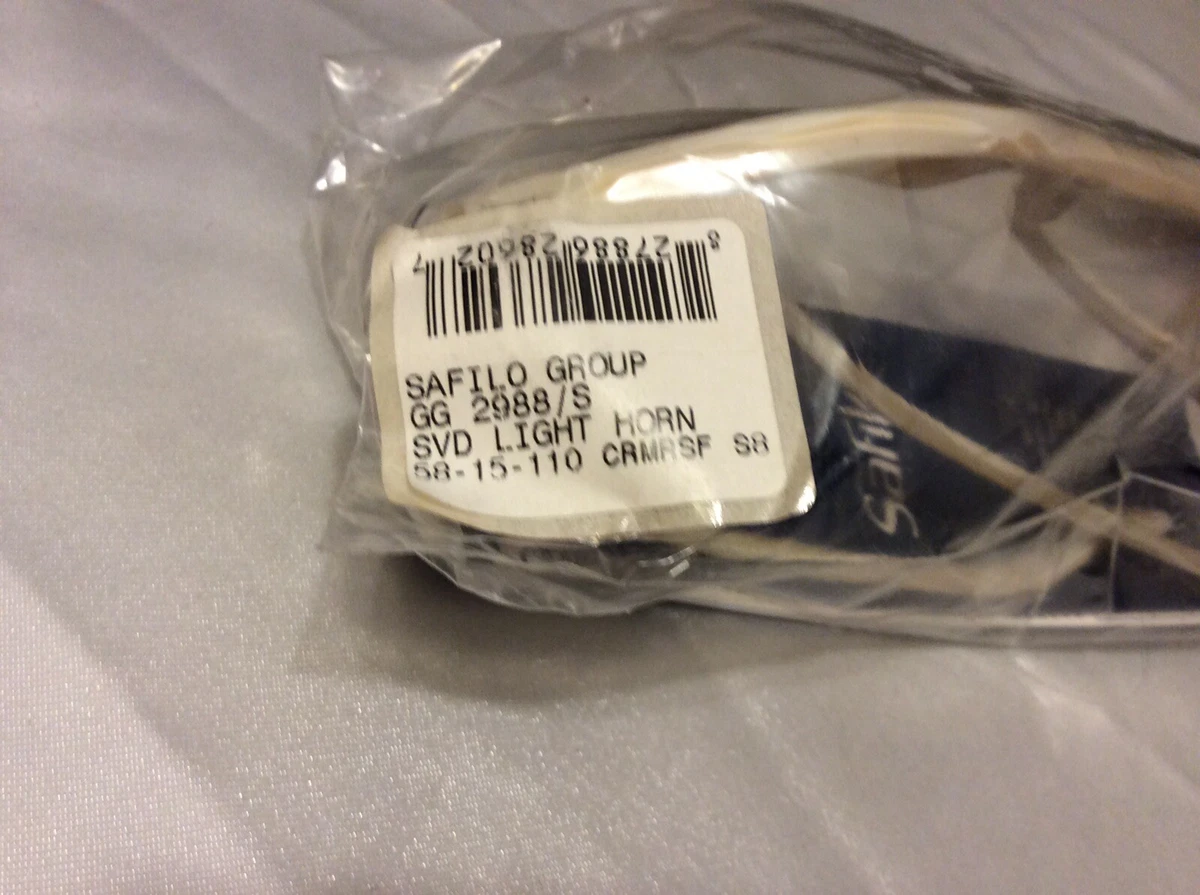 8 27886 28602 7
SAFILO GROUP
GG 2988/S
SVD LIGHT HORN
58-15-110 CRMRSF S8